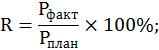 R = Pфакт / Pплан × 100%;